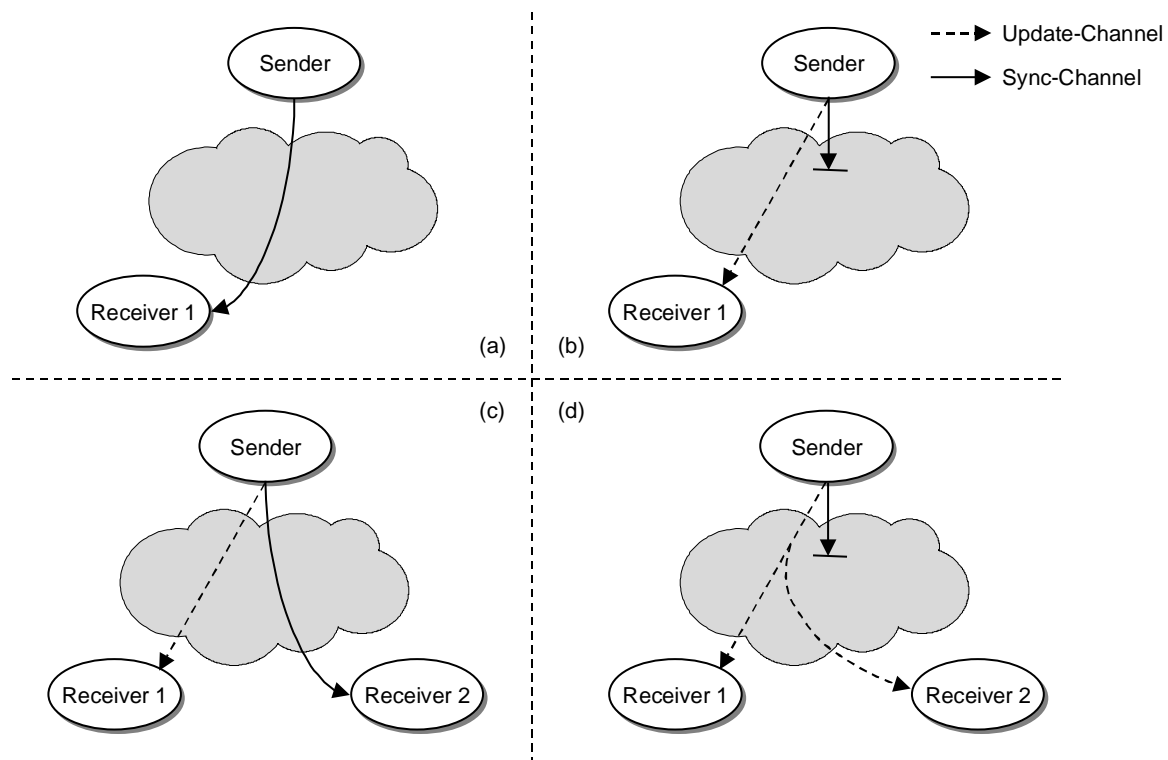 Sender
Receiver 1
(a)
Sender
Update-Channel
Sync-Channel
Receiver 1
(b)
(c)
Sender
Receiver 1
Receiver 2
(d)
Sender
Receiver 1
Receiver 2